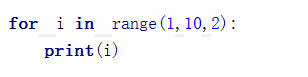 for i in range(1,10,2):
    print(i)